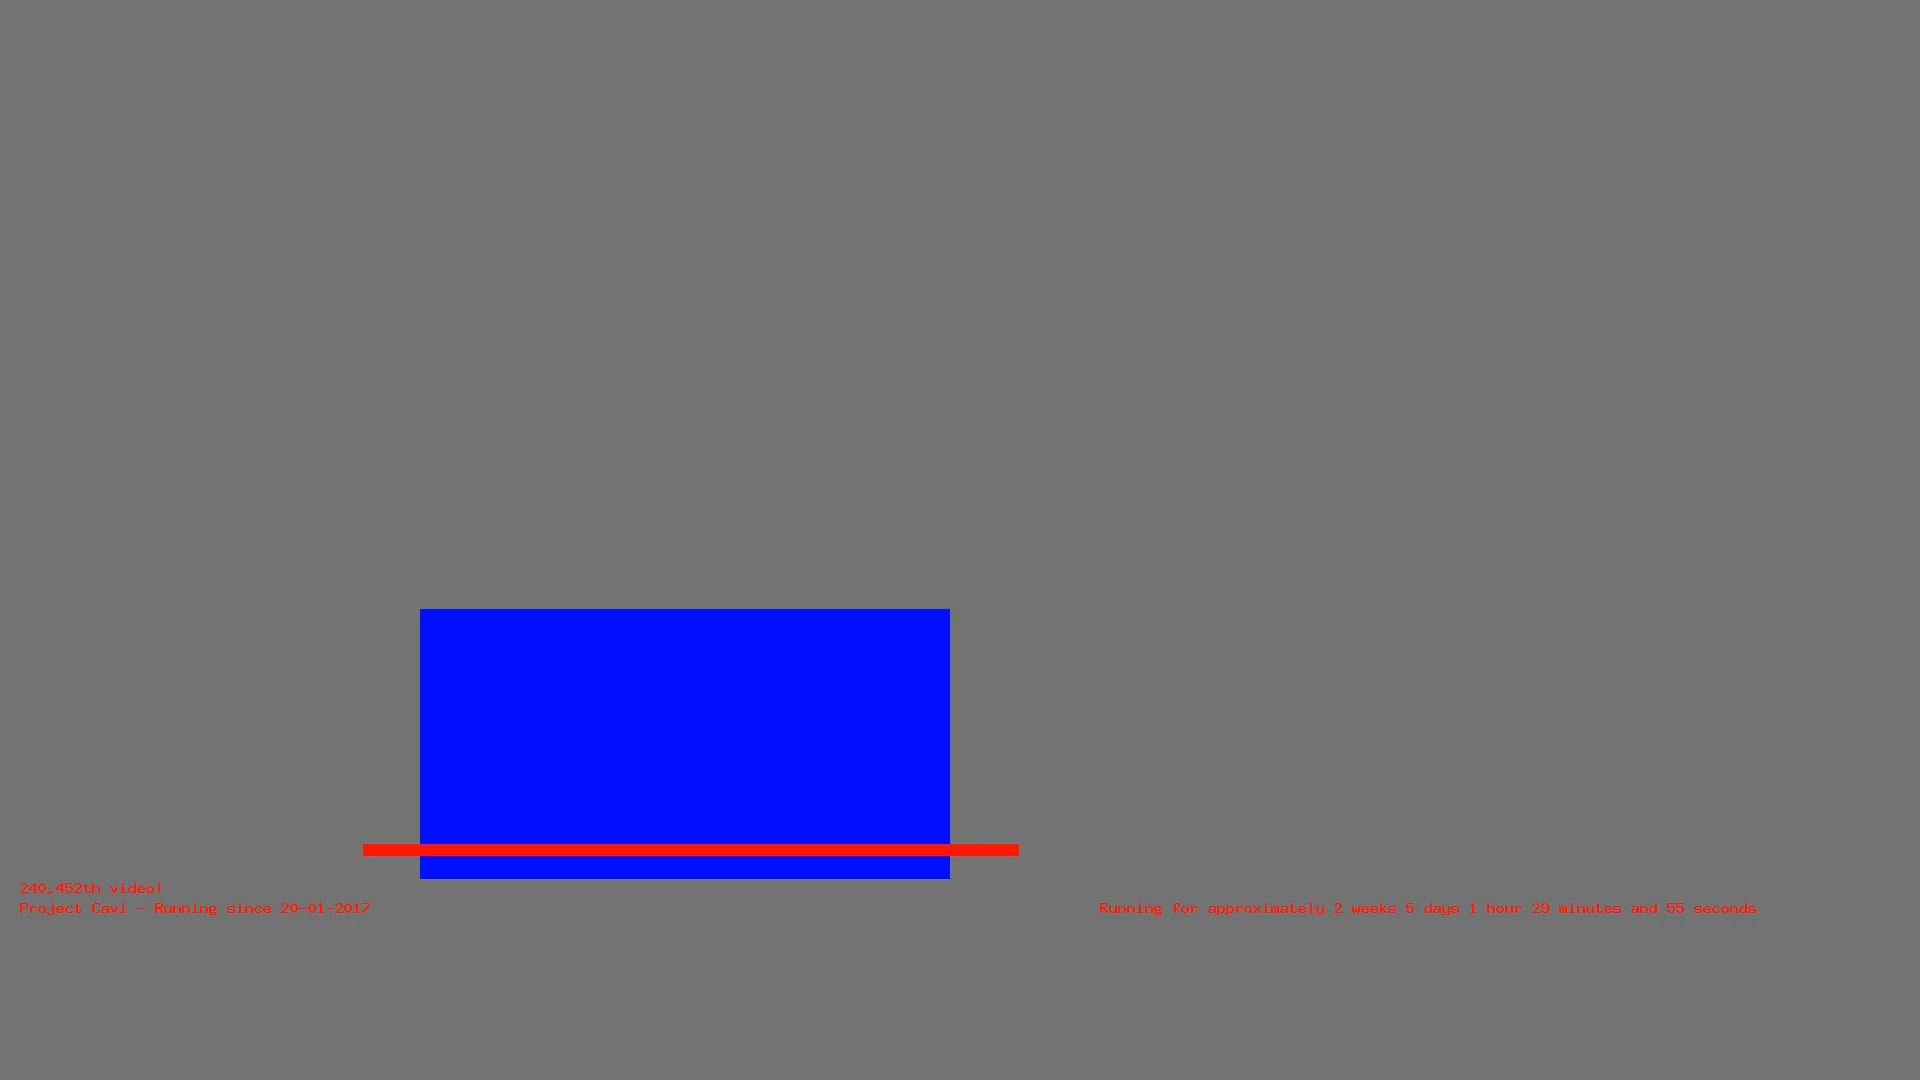 240,452th video!
Project Cavi - Running since 20-01-2017
Running for approximately 2 weeks 5 days 1 hour 29 minutes and 55 seconds